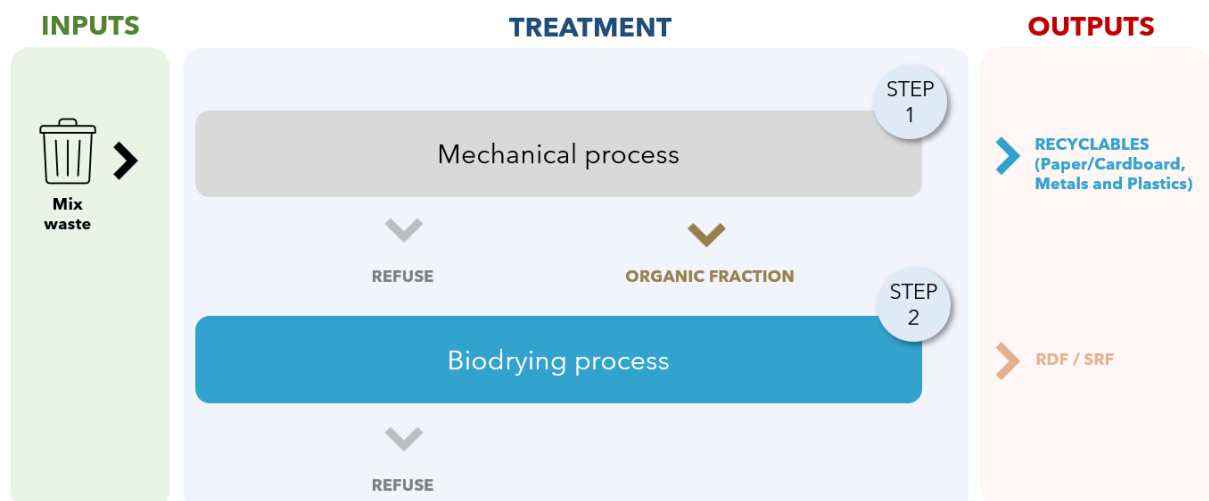 INPUTS
TREATMENT
OUTPUTS
STEP
1
Mechanical process
Mix
waste
RECYCLABLES
(Paper/Cardboard,
Metals and Plastics)
REFUSE
ORGANIC FRACTION
STEP
2
Biodrying process
RDF / SRF
REFUSE